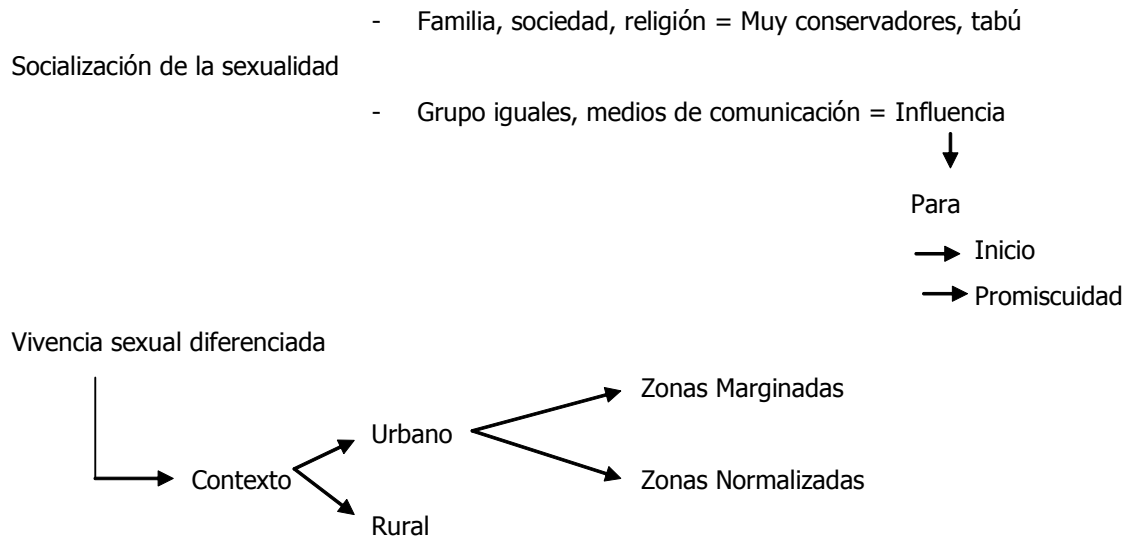 - Familia, sociedad, religión = Muy conservadores, tabú
Socialización de la sexualidad
- Grupo iguales, medios de comunicación = Influencia
Para
Inicio
Promiscuidad
Vivencia sexual diferenciada
Zonas Marginadas
Urbano
Contexto
Zonas Normalizadas
Rural